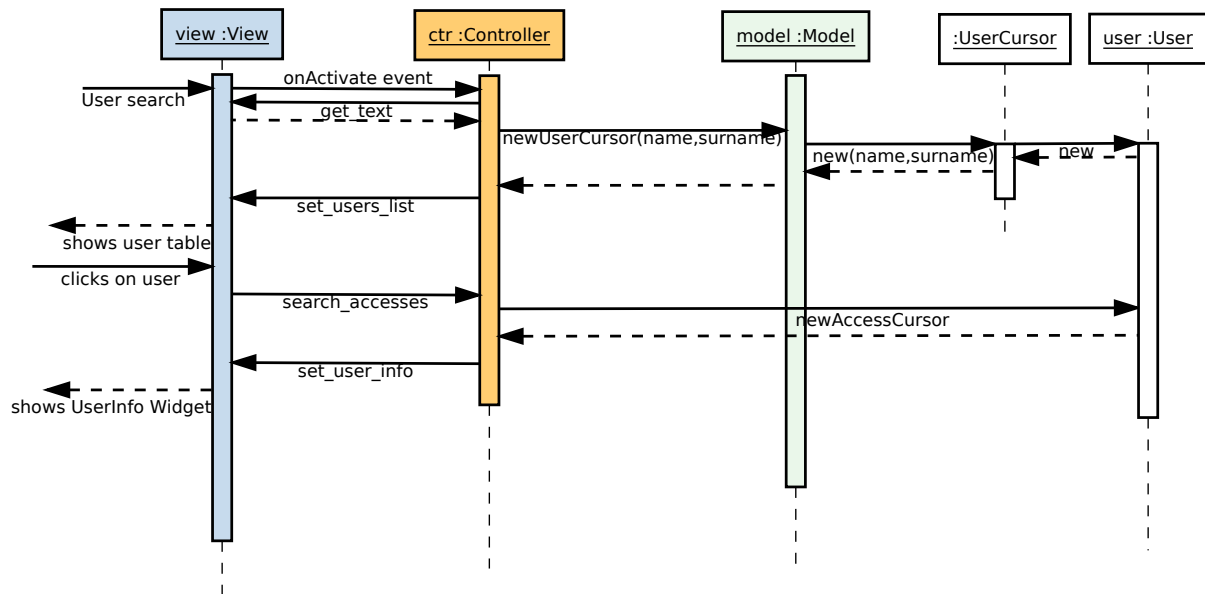 view :View
ctr :Controller
model :Model
:UserCursor
user :User
onActivate event
User search
get_text
newUserCursor(name,surname)
new(name,surname)
new
set_users_list
shows user table
clicks on user
search_accesses
newAccessCursor
set_user_info
shows UserInfo Widget